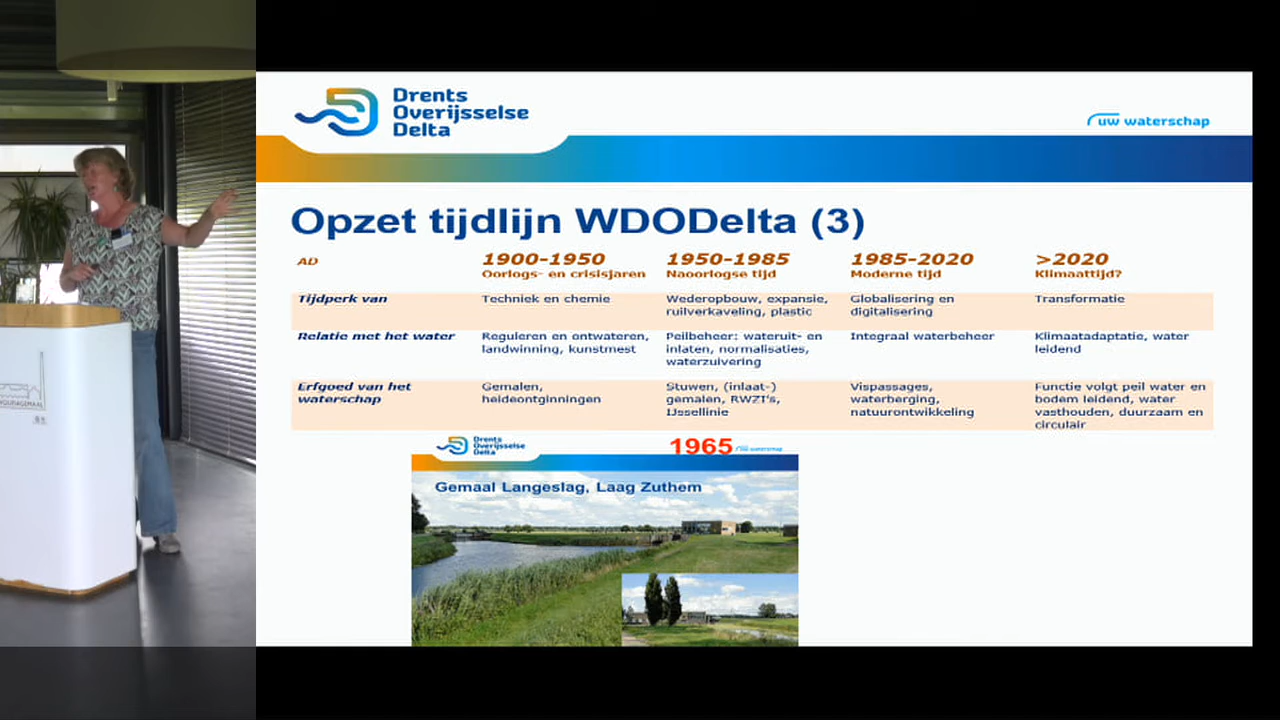 Drents
Overijsselse
Delta
uw waterschap
Opzet tijdlijn WDODelta (3)
AD
1900-1950
Oorlogs- en crisisjaren
1950-1985
Naoorlogse tijd
1985-2020
Moderne tijd
>2020
Klimaattijd?
Tijdperk van
Techniek en chemie
Wederopbouw, expansie,
ruilverkaveling, plastic
Globalisering en
digitalisering
Transformatie
Relatie met het water
Reguleren en ontwateren,
landwinning, kunstmest
Peilbeheer: wateruit- en
inlaten, normalisaties,
waterzuivering
Integraal waterbeheer
Klimaatadaptatie, water
leidend
Erfgoed van het
waterschap
Gemalen,
heideontginningen
Stuwen, (inlaat-)
gemalen, RWZI's,
IJssellinie
Vispassages,
waterberging,
natuurontwikkeling
Functie volgt peil water en
bodem leidend, water
vasthouden, duurzaam en
circulair
Drents
Overijsselse
Delta
1965
uw waterschap
Gemaal Langeslag, Laag Zuthem